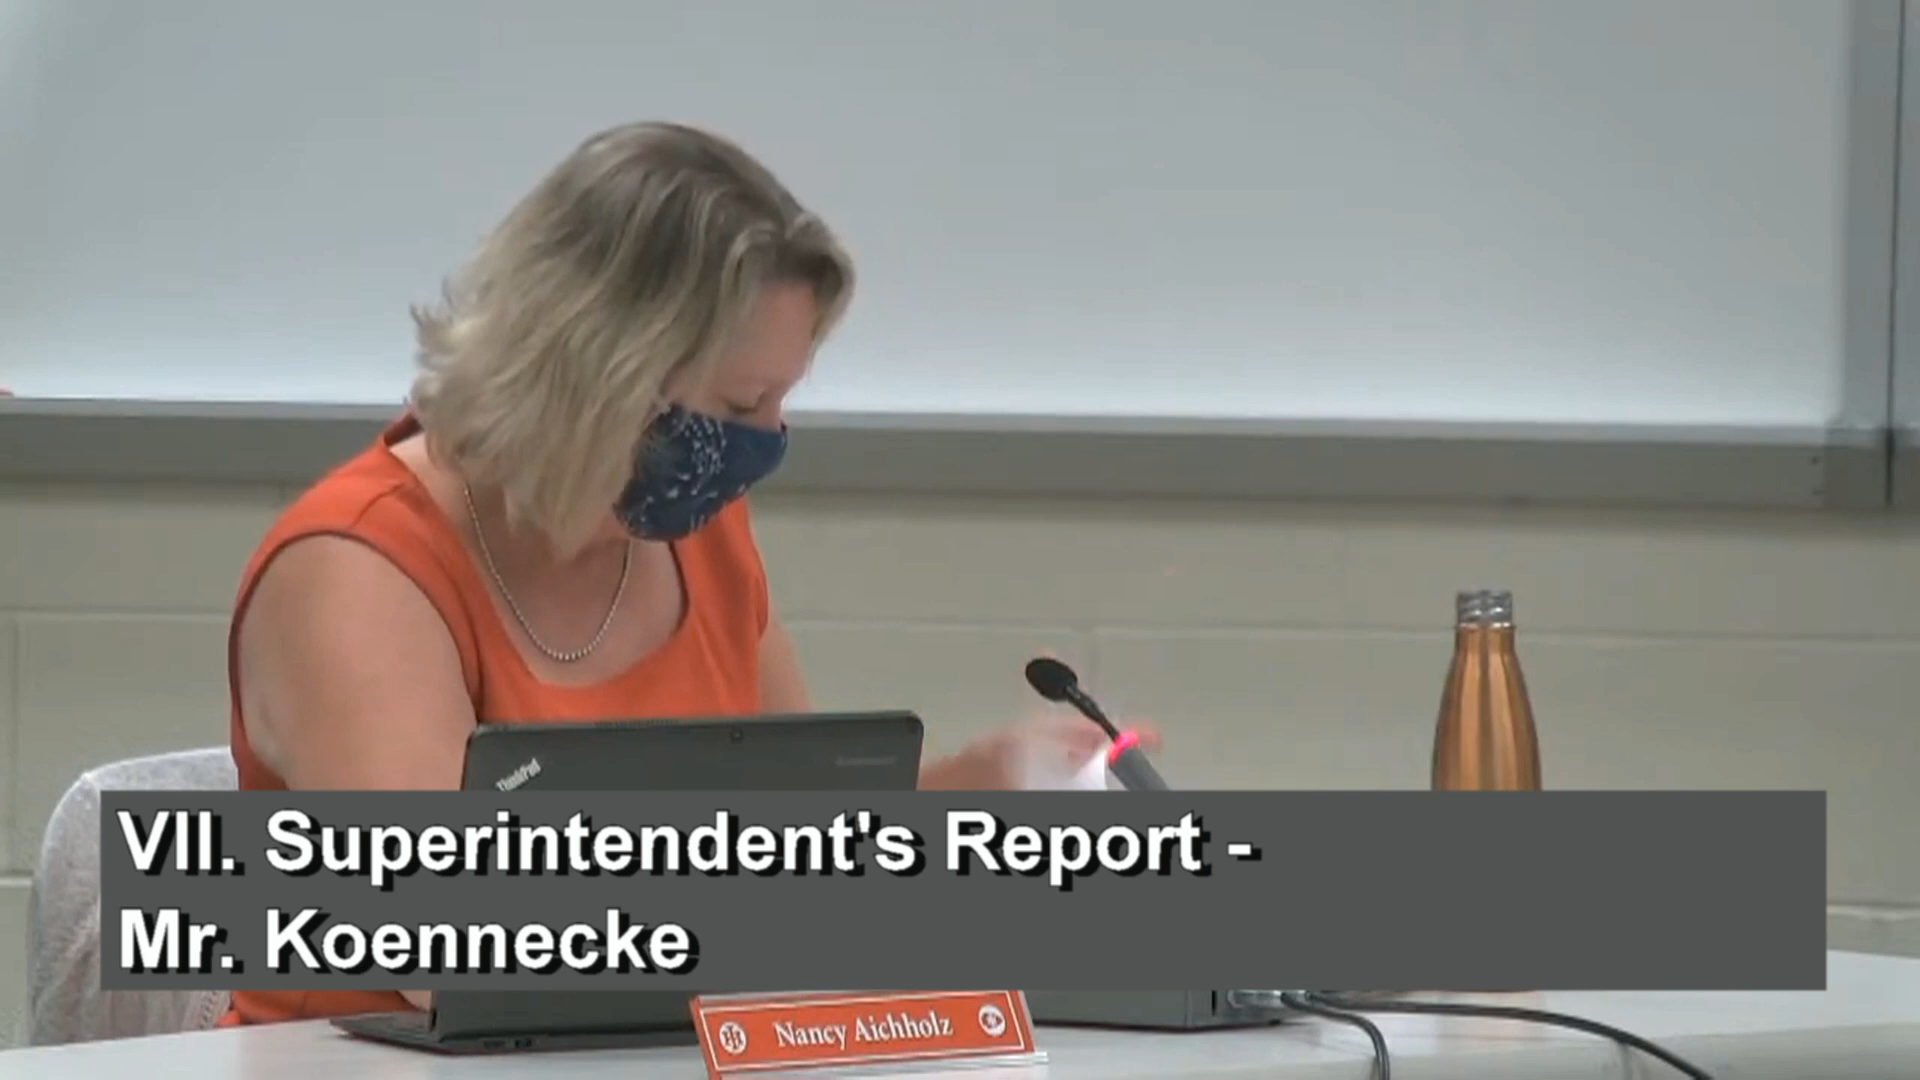 ThinkPad
VII. Superintendent's Report -
Mr. Koennecke
Nancy Aichholz